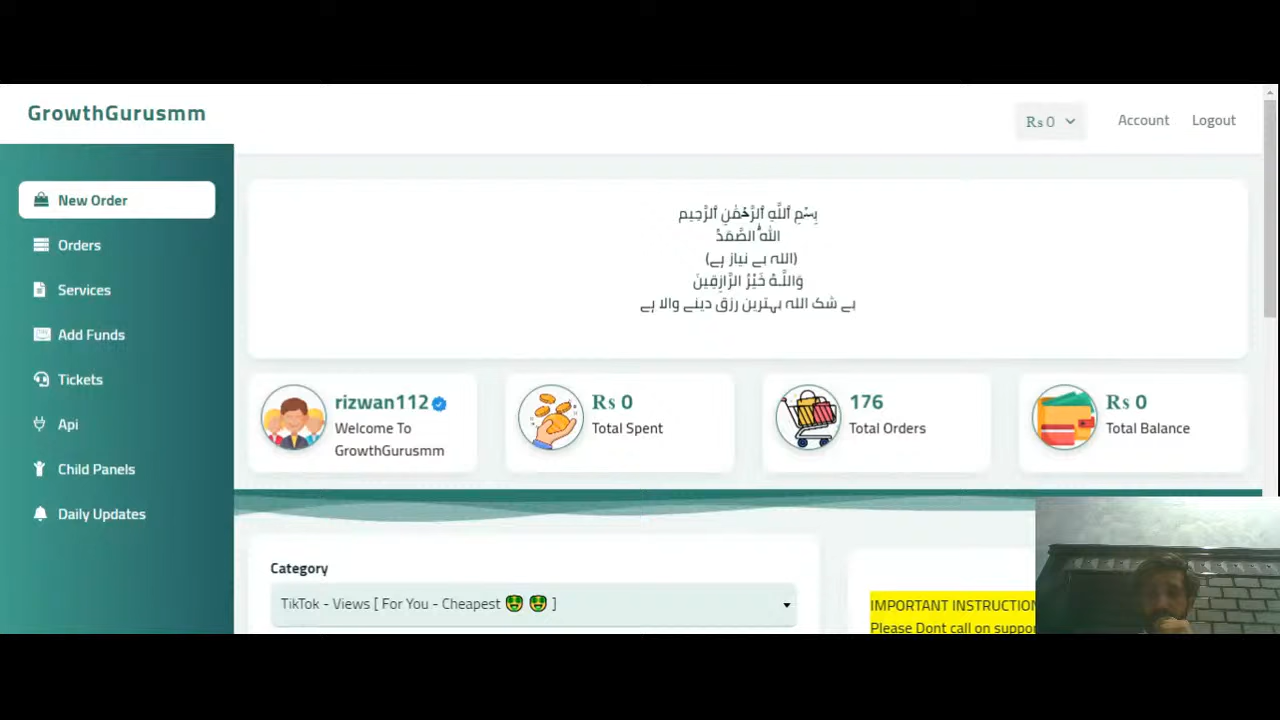 GrowthGurusmm
Rs 0
Account
Logout
New Order
Orders
Services
Add Funds
Tickets
Api
Child Panels
Daily Updates
بِسْمِ ٱللَّهِ ٱلرَّحْمَٰنِ ٱلرَّحِيمِ
اللَّهُ الصَّمَدُ
(اللہ بے نیاز ہے)
وَاللَّـهُ خَيْرُ الرَّازِقِينَ
بے شک اللہ بہترین رزق دینے والا ہے
rizwan112
Welcome To
GrowthGurusmm
Rs 0
Total Spent
176
Total Orders
Rs 0
Total Balance
Category
TikTok - Views [ For You - Cheapest 🤑 🤑 ]
IMPORTANT INSTRUCTION
Please Dont call on suppor